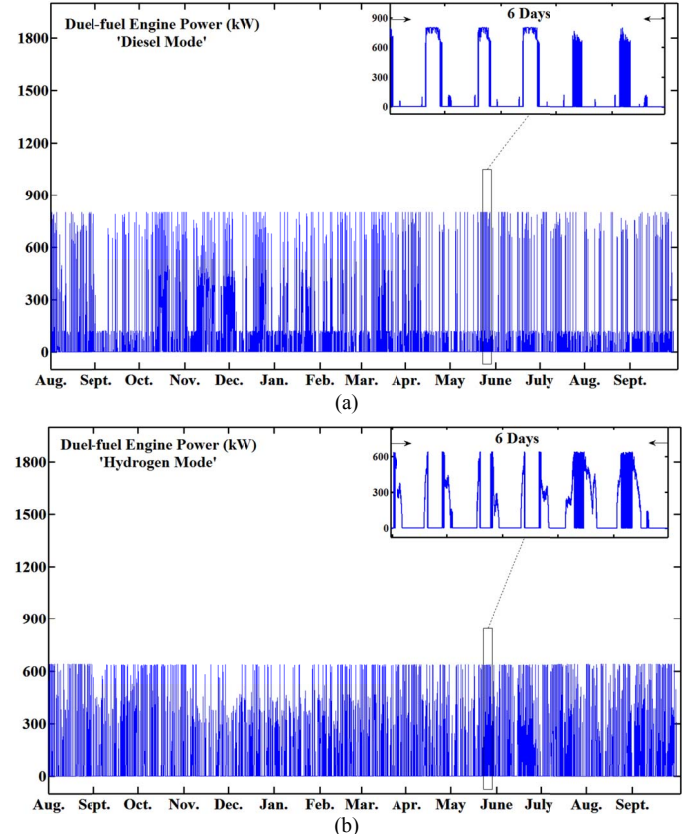 Duel-fuel Engine Power (kW)
'Diesel Mode'
6 Days
900
600
300
0
1800
1500
1200
900
600
300
0
Aug. Sept. Oct. Nov. Dec. Jan. Feb. Mar. Apr. May June July Aug. Sept.
(a)
Duel-fuel Engine Power (kW)
'Hydrogen Mode'
6 Days
600
300
0
1800
1500
1200
900
600
300
0
Aug. Sept. Oct. Nov. Dec. Jan. Feb. Mar. Apr. May June July Aug. Sept.
(b)